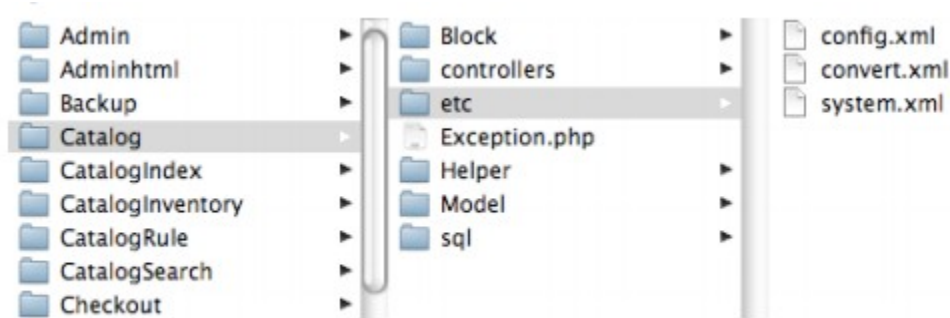 Admin
Adminhtml
Backup
Catalog
CatalogIndex
CatalogInventory
CatalogRule
CatalogSearch
Checkout
Block
controllers
etc
Exception.php
Helper
Model
sql
config.xml
convert.xml
system.xml